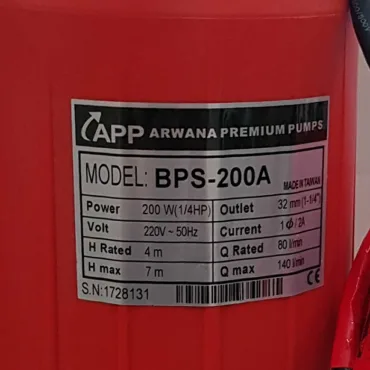 APP ARWANA PREMIUM PUMPS
MODEL: BPS-200A MADE IN TAIWAN
Power 200 W(1/4HP) Outlet 32 mm(1-1/4")
Volt 220V ~ 50Hz Current 1 Φ / 2A
H Rated 4 m Q Rated 80 l/min
H max 7 m Q max 140 l/min
S.N:1728131 CE